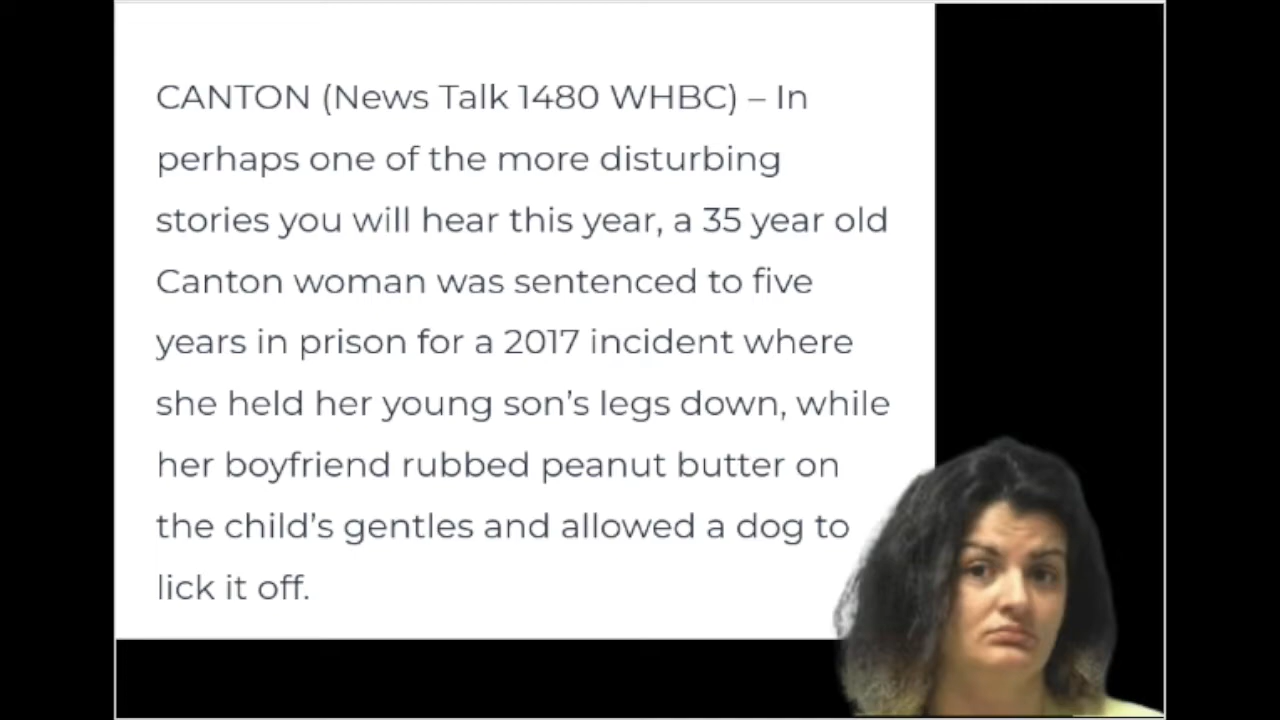 CANTON (News Talk 1480 WHBC) – In
perhaps one of the more disturbing
stories you will hear this year, a 35 year old
Canton woman was sentenced to five
years in prison for a 2017 incident where
she held her young son’s legs down, while
her boyfriend rubbed peanut butter on
the child’s gentles and allowed a dog to
lick it off.